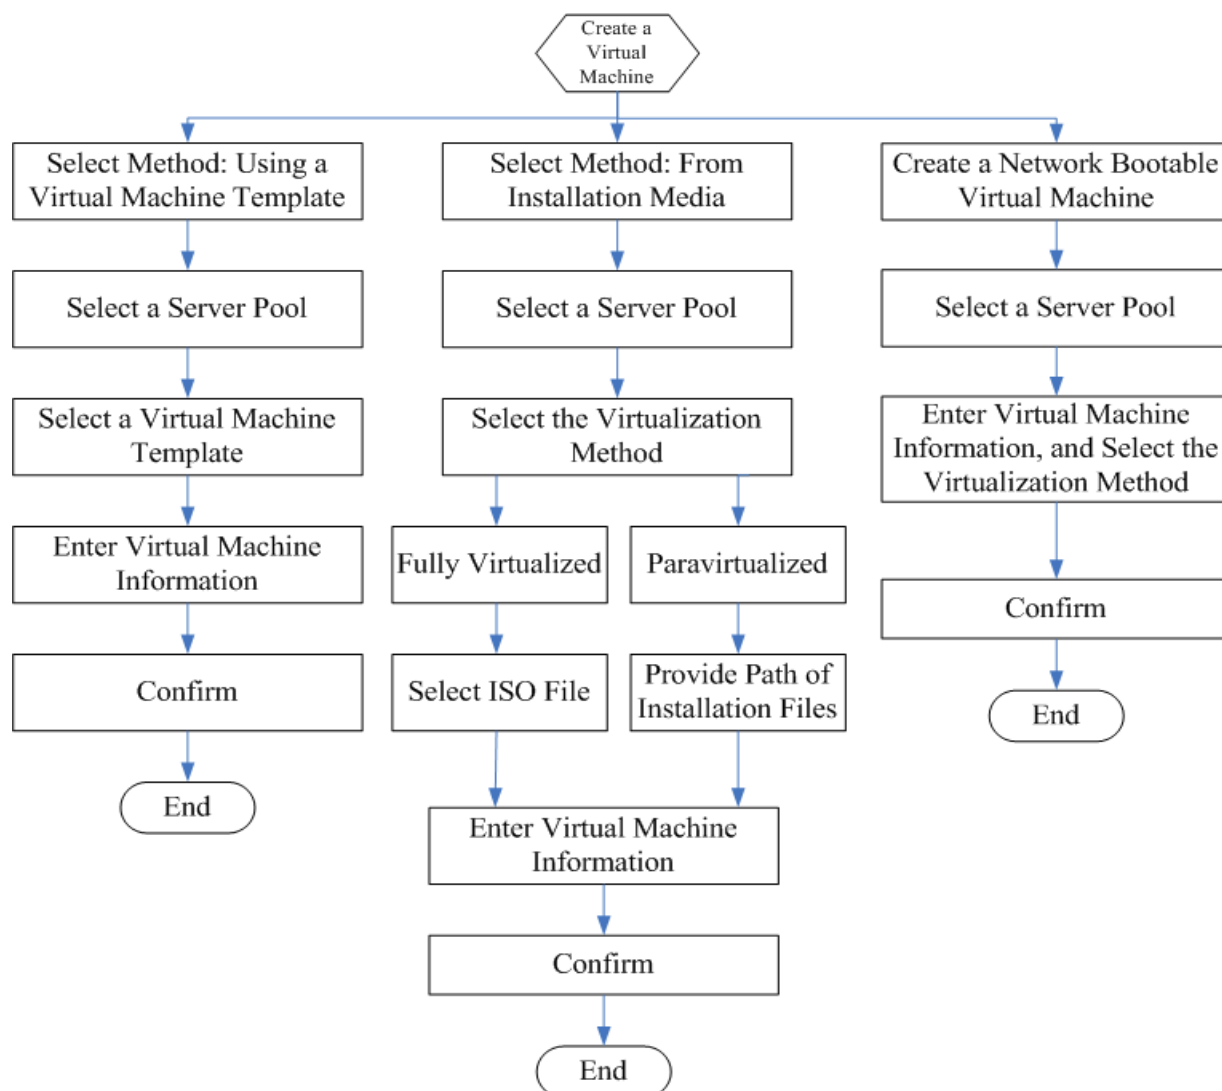 Create a
Virtual
Machine
Select Method: Using a
Virtual Machine Template
Select a Server Pool
Select a Virtual Machine
Template
Enter Virtual Machine
Information
Confirm
End
Select Method: From
Installation Media
Select a Server Pool
Select the Virtualization
Method
Fully Virtualized
Select ISO File
Paravirtualized
Provide Path of
Installation Files
Enter Virtual Machine
Information
Confirm
End
Create a Network Bootable
Virtual Machine
Select a Server Pool
Enter Virtual Machine
Information, and Select the
Virtualization Method
Confirm
End